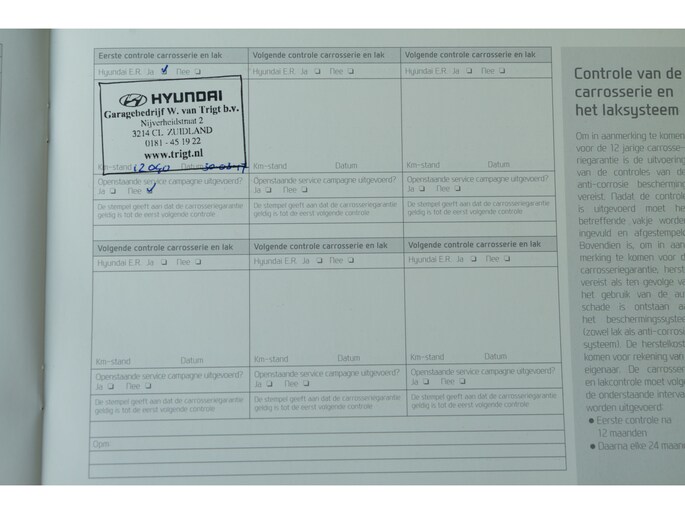 Eerste controle carrosserie en lak
Hyundai E.R. Ja Nee
HYUNDAI
Garagebedrijf W. van Trigt b.v.
Nijverheidstraat 2
3214 CL ZUIDLAND
0181 - 45 19 22
www.trigt.nl
Km-stand Datum
Openstaande service campagne uitgevoerd?
Ja Nee
De stempel geeft aan dat de carrosseriegarantie
geldig is tot de eerst volgende controle
Volgende controle carrosserie en lak
Hyundai E.R. Ja Nee
Km-stand Datum
Openstaande service campagne uitgevoerd?
Ja Nee
De stempel geeft aan dat de carrosseriegarantie
geldig is tot de eerst volgende controle
Volgende controle carrosserie en lak
Hyundai E.R. Ja Nee
Km-stand Datum
Openstaande service campagne uitgevoerd?
Ja Nee
De stempel geeft aan dat de carrosseriegarantie
geldig is tot de eerst volgende controle
Volgende controle carrosserie en lak
Hyundai E.R. Ja Nee
Km-stand Datum
Openstaande service campagne uitgevoerd?
Ja Nee
De stempel geeft aan dat de carrosseriegarantie
geldig is tot de eerst volgende controle
Volgende controle carrosserie en lak
Hyundai E.R. Ja Nee
Km-stand Datum
Openstaande service campagne uitgevoerd?
Ja Nee
De stempel geeft aan dat de carrosseriegarantie
geldig is tot de eerst volgende controle
Volgende controle carrosserie en lak
Hyundai E.R. Ja Nee
Km-stand Datum
Openstaande service campagne uitgevoerd?
Ja Nee
De stempel geeft aan dat de carrosseriegarantie
geldig is tot de eerst volgende controle
Opm:
Controle van de
carrosserie en
het laksysteem
Om in aanmerking te komen
voor de 12 jarige carrosse-
riegarantie is de uitvoering
van de controles van de
anti-corrosie bescherming
vereist. Nadat de controle
is uitgevoerd moet het
betreffende vakje worden
ingevuld en afgestempeld.
Bovendien is, om in aan-
merking te komen voor d
carrosseriegarantie, herste
vereist als ten gevolge va
het gebruik van de aut
schade is ontstaan aa
het beschermingssystee
(zowel lak als anti-corrosi
systeem). De herstelkost
komen voor rekening van
eigenaar. De carrosseri
en lakcontrole moet volge
de onderstaande interval
worden uitgevoerd:
● Eerste controle na
12 maanden
● Daarna elke 24 maand